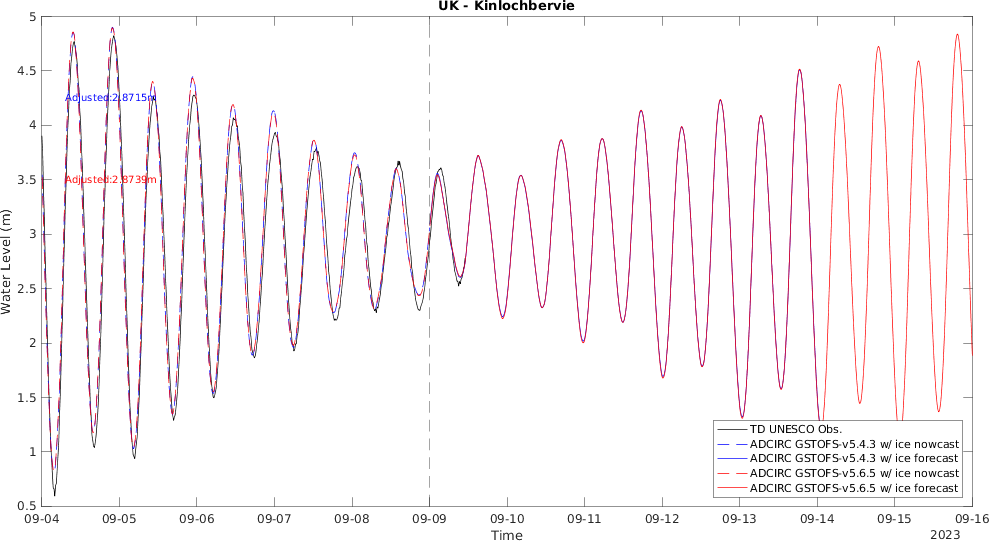 UK - Kinlochbervie
5
4.5
4
3.5
3
2.5
2
1.5
1
0.5
Water Level (m)
Adjusted:2.8715m
Adjusted:2.8739m
TD UNESCO Obs.
ADCIRC GSTOFS-v5.4.3 w/ ice nowcast
ADCIRC GSTOFS-v5.4.3 w/ ice forecast
ADCIRC GSTOFS-v5.6.5 w/ ice nowcast
ADCIRC GSTOFS-v5.6.5 w/ ice forecast
09-04 09-05 09-06 09-07 09-08 09-09 09-10 09-11 09-12 09-13 09-14 09-15 09-16
Time
2023